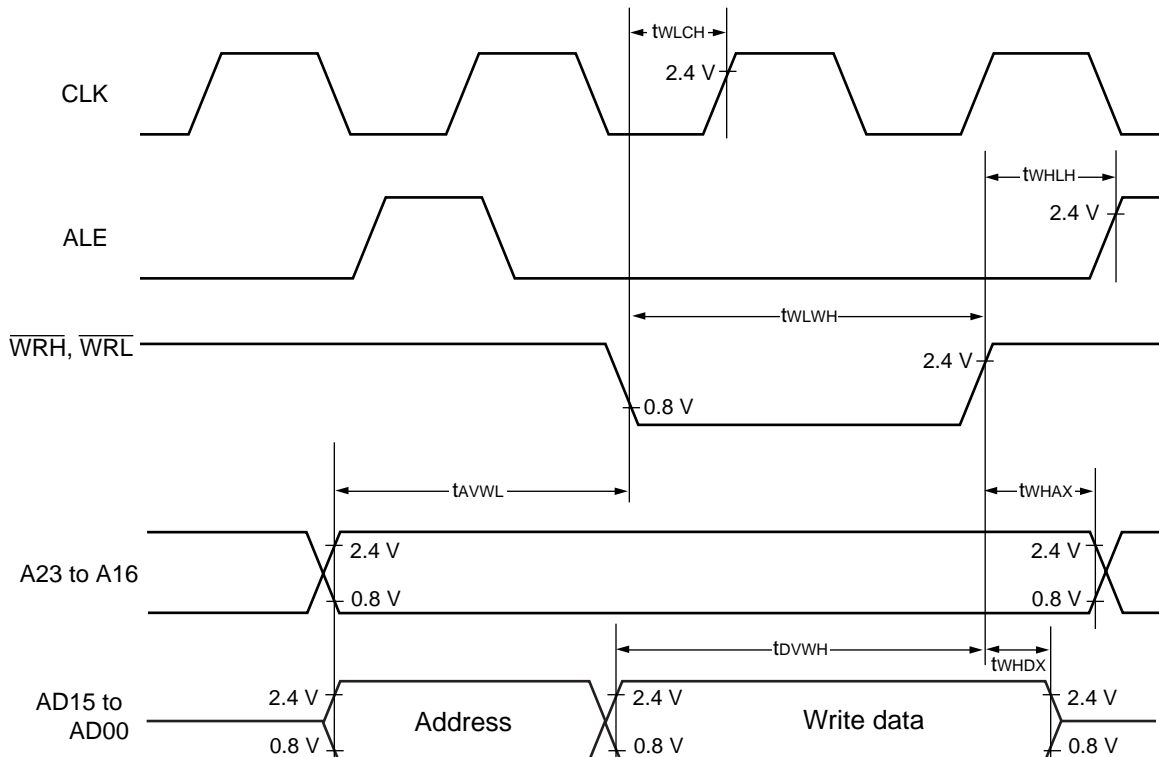 tWLCH
2.4 V
CLK
tWHLH
2.4 V
ALE
tWLWH
WRH, WRL
2.4 V
0.8 V
tAVWL
tWHAX
2.4 V
2.4 V
A23 to A16
0.8 V
0.8 V
tDVWH
tWHDX
AD15 to
AD00
2.4 V
2.4 V
2.4 V
Address
Write data
0.8 V
0.8 V
0.8 V